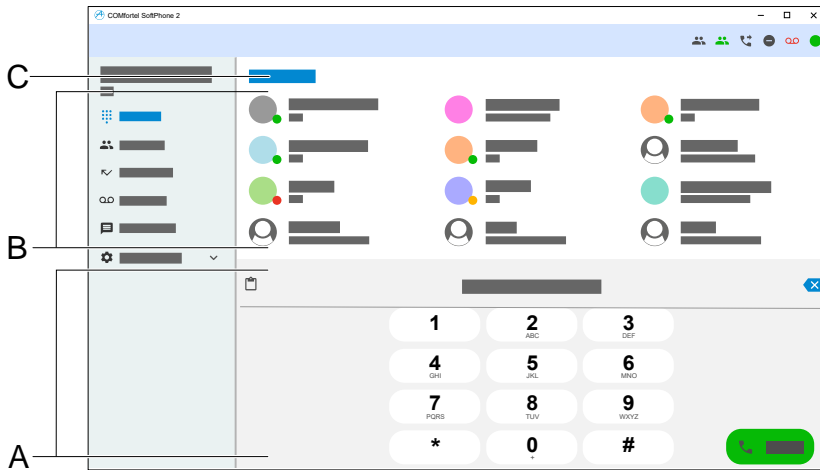 COMfortel SoftPhone 2
C
B
A
1 2 3
ABC DEF
4 5 6
GHI JKL MNO
7 8 9
PQRS TUV WXYZ
* 0 #
+